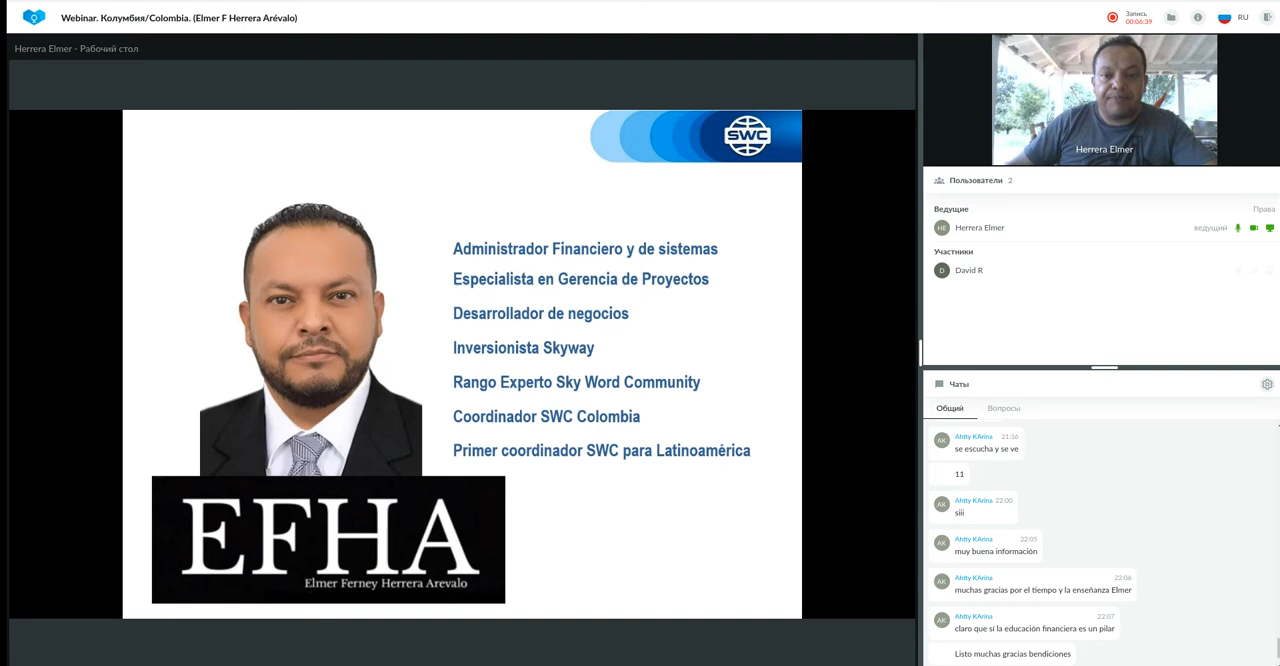 Webinar. Колумбия/Colombia. (Elmer F Herrera Arévalo)
Запись
00:06:39
RU
Herrera Elmer - Рабочий стол
SWC
Administrador Financiero y de sistemas
Especialista en Gerencia de Proyectos
Desarrollador de negocios
Inversionista Skyway
Rango Experto Sky Word Community
Coordinador SWC Colombia
Primer coordinador SWC para Latinoamérica
EFHA
Elmer Ferney Herrera Arevalo
Herrera Elmer
Пользователи 2
Ведущие Права
HE Herrera Elmer ведущий
Участники
D David R
Чаты
Общий Вопросы
AK Ahtty KArina 21:36
se escucha y se ve
11
AK Ahtty KArina 22:00
siii
AK Ahtty KArina 22:05
muy buena información
AK Ahtty KArina 22:06
muchas gracias por el tiempo y la enseñanza Elmer
AK Ahtty KArina 22:07
claro que sí la educación financiera es un pilar
Listo muchas gracias bendiciones